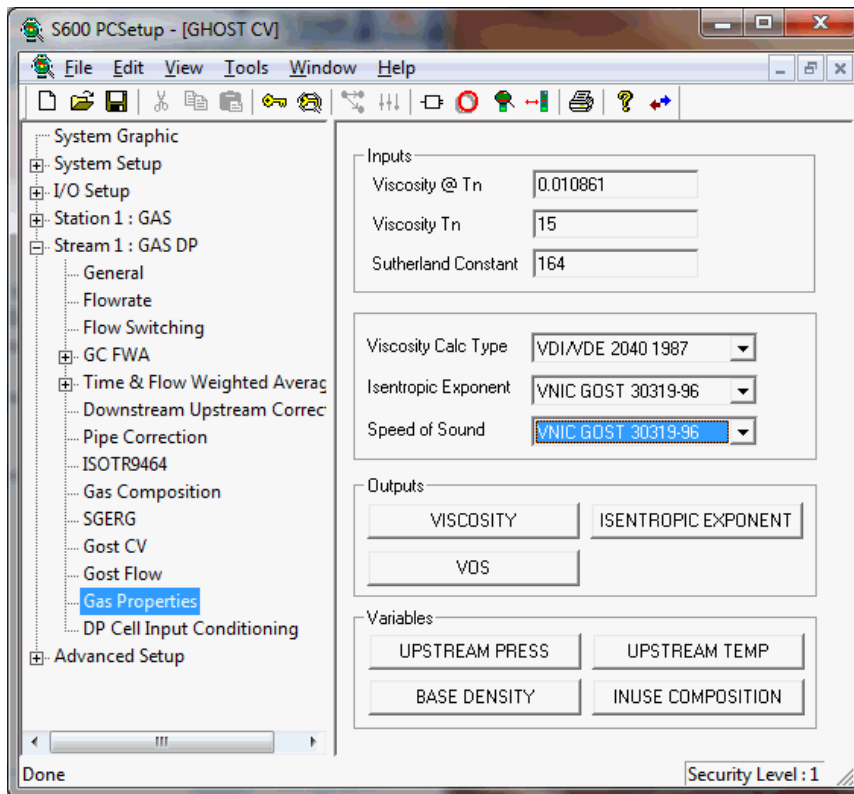 S600 PCSetup - [GHOST CV]
File Edit View Tools Window Help
System Graphic
System Setup
I/O Setup
Station 1 : GAS
Stream 1 : GAS DP
General
Flowrate
Flow Switching
GC FWA
Time & Flow Weighted Averag
Downstream Upstream Correc
Pipe Correction
ISOTR9464
Gas Composition
SGERG
Gost CV
Gost Flow
Gas Properties
DP Cell Input Conditioning
Advanced Setup
Inputs
Viscosity @ Tn 0.010861
Viscosity Tn 15
Sutherland Constant 164
Viscosity Calc Type VDI/VDE 2040 1987
Isentropic Exponent VNIC GOST 30319-96
Speed of Sound VNIC GOST 30319-96
Outputs
VISCOSITY ISENTROPIC EXPONENT
VOS
Variables
UPSTREAM PRESS UPSTREAM TEMP
BASE DENSITY INUSE COMPOSITION
Done Security Level : 1